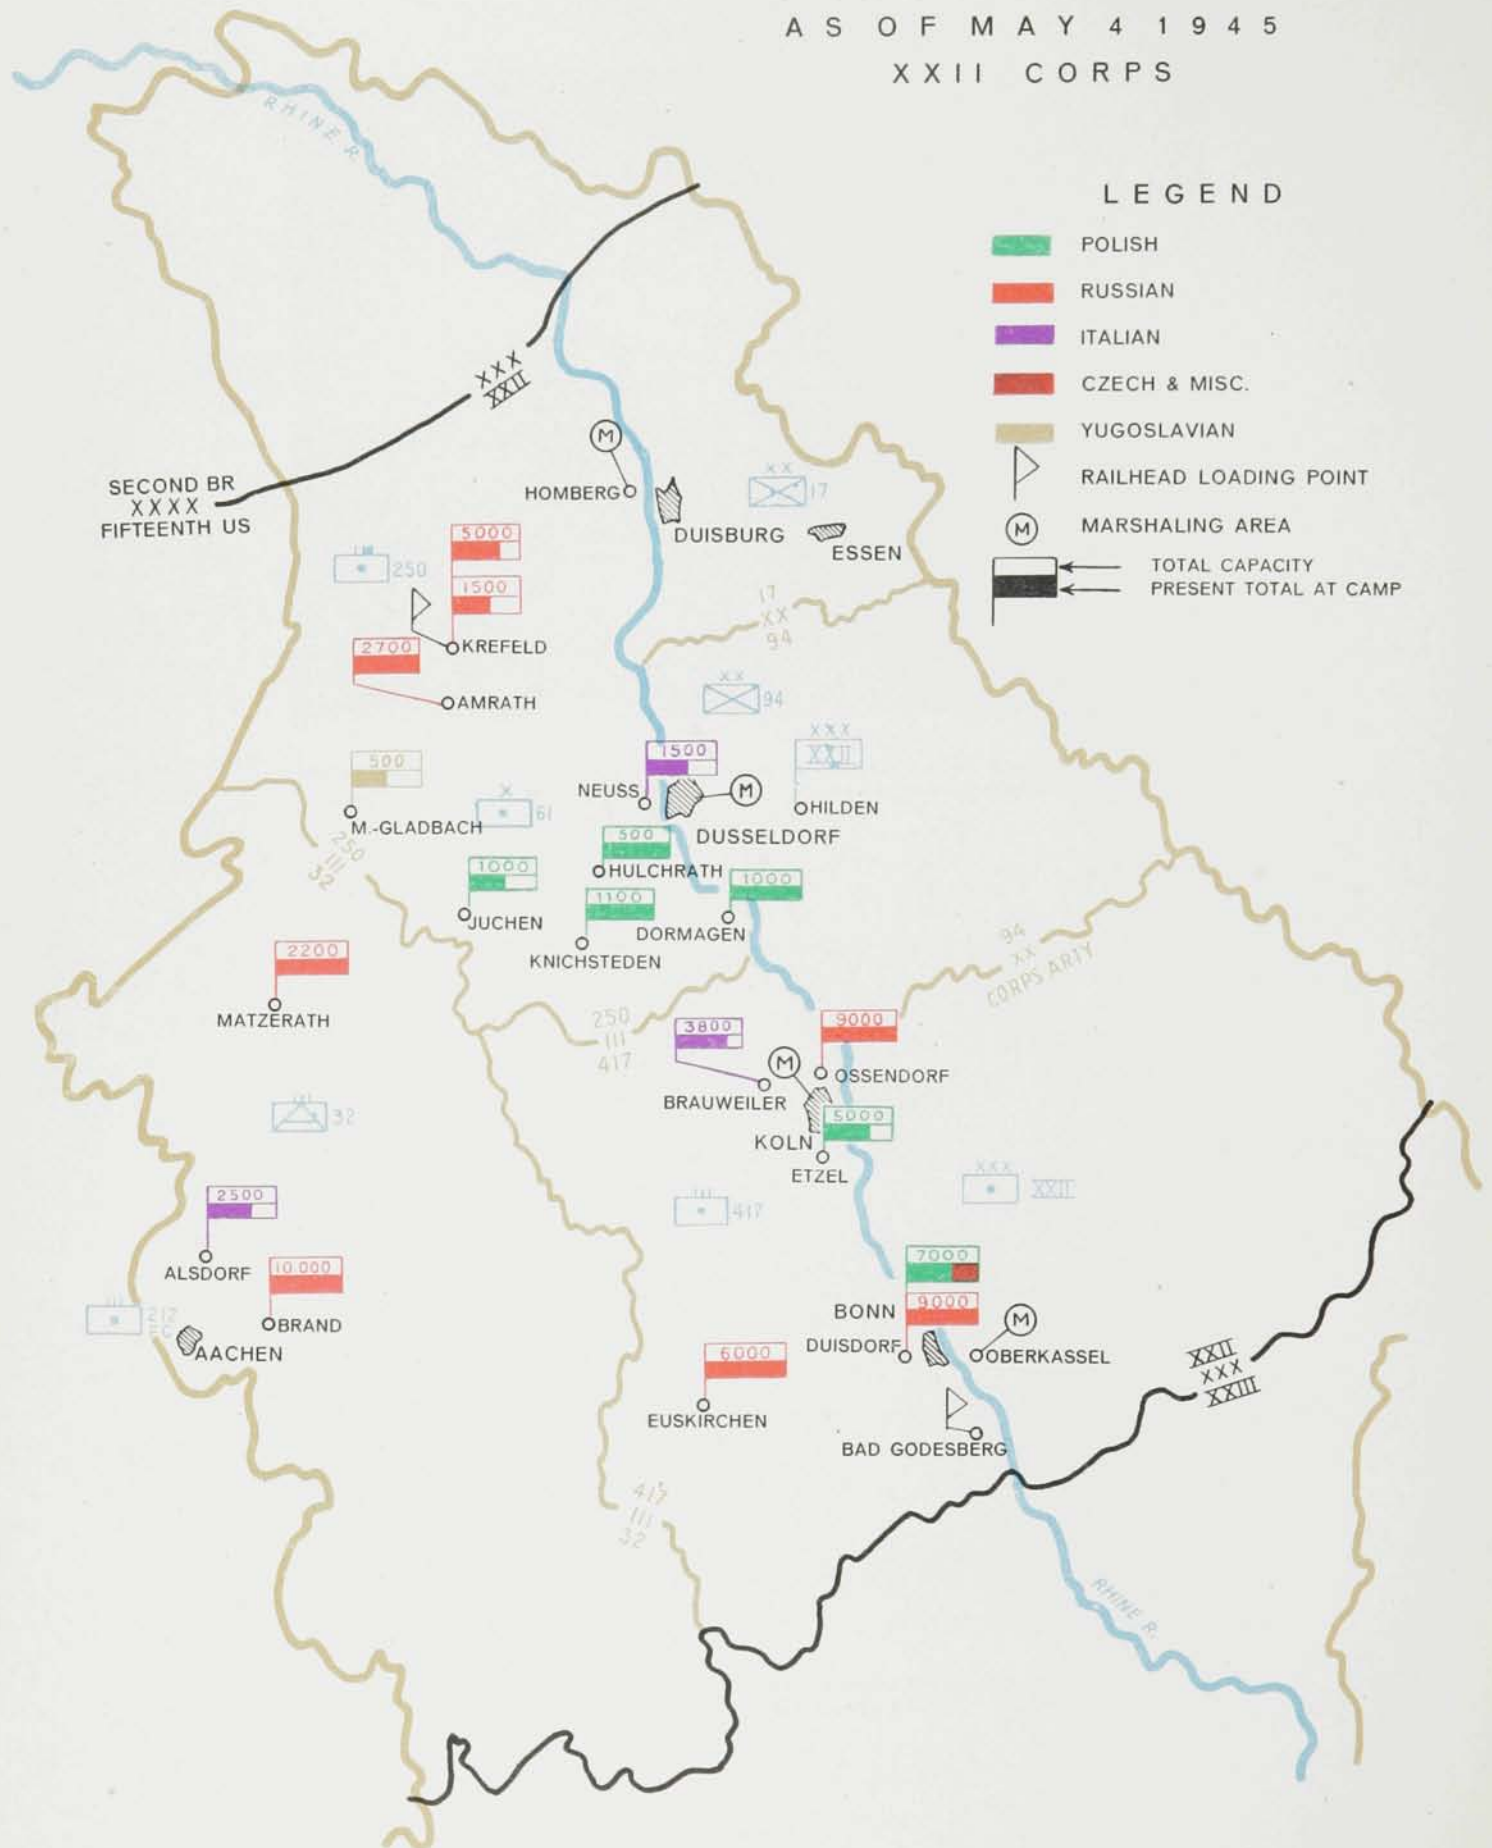 AS OF MAY 4 1945
XXII CORPS
RHINE R.
LEGEND
POLISH
RUSSIAN
ITALIAN
CZECH & MISC.
YUGOSLAVIAN
RAILHEAD LOADING POINT
M MARSHALING AREA
TOTAL CAPACITY
PRESENT TOTAL AT CAMP
XXX
XXII
SECOND BR
XXXX
FIFTEENTH US
M
HOMBERG
DUISBURG
XX
17
ESSEN
250
5000
1500
KREFELD
2700
AMRATH
17
XX
94
XX
94
XXX
XXII
HILDEN
500
M.-GLADBACH
X
61
1500
NEUSS
M
DUSSELDORF
250
III
32
500
HULCHRATH
1000
JUCHEN
1100
KNICHSTEDEN
1000
DORMAGEN
94
XX
CORPS ARTY
2200
MATZERATH
250
III
417
3800
BRAUWEILER
M
9000
OSSENDORF
KOLN
5000
ETZEL
III
32
III
417
XXX
XXII
2500
ALSDORF
10.000
BRAND
III
212
AACHEN
7000
BONN
9000
DUISDORF
M
OBERKASSEL
6000
EUSKIRCHEN
BAD GODESBERG
XXII
XXX
XXIII
417
III
32
RHINE R.